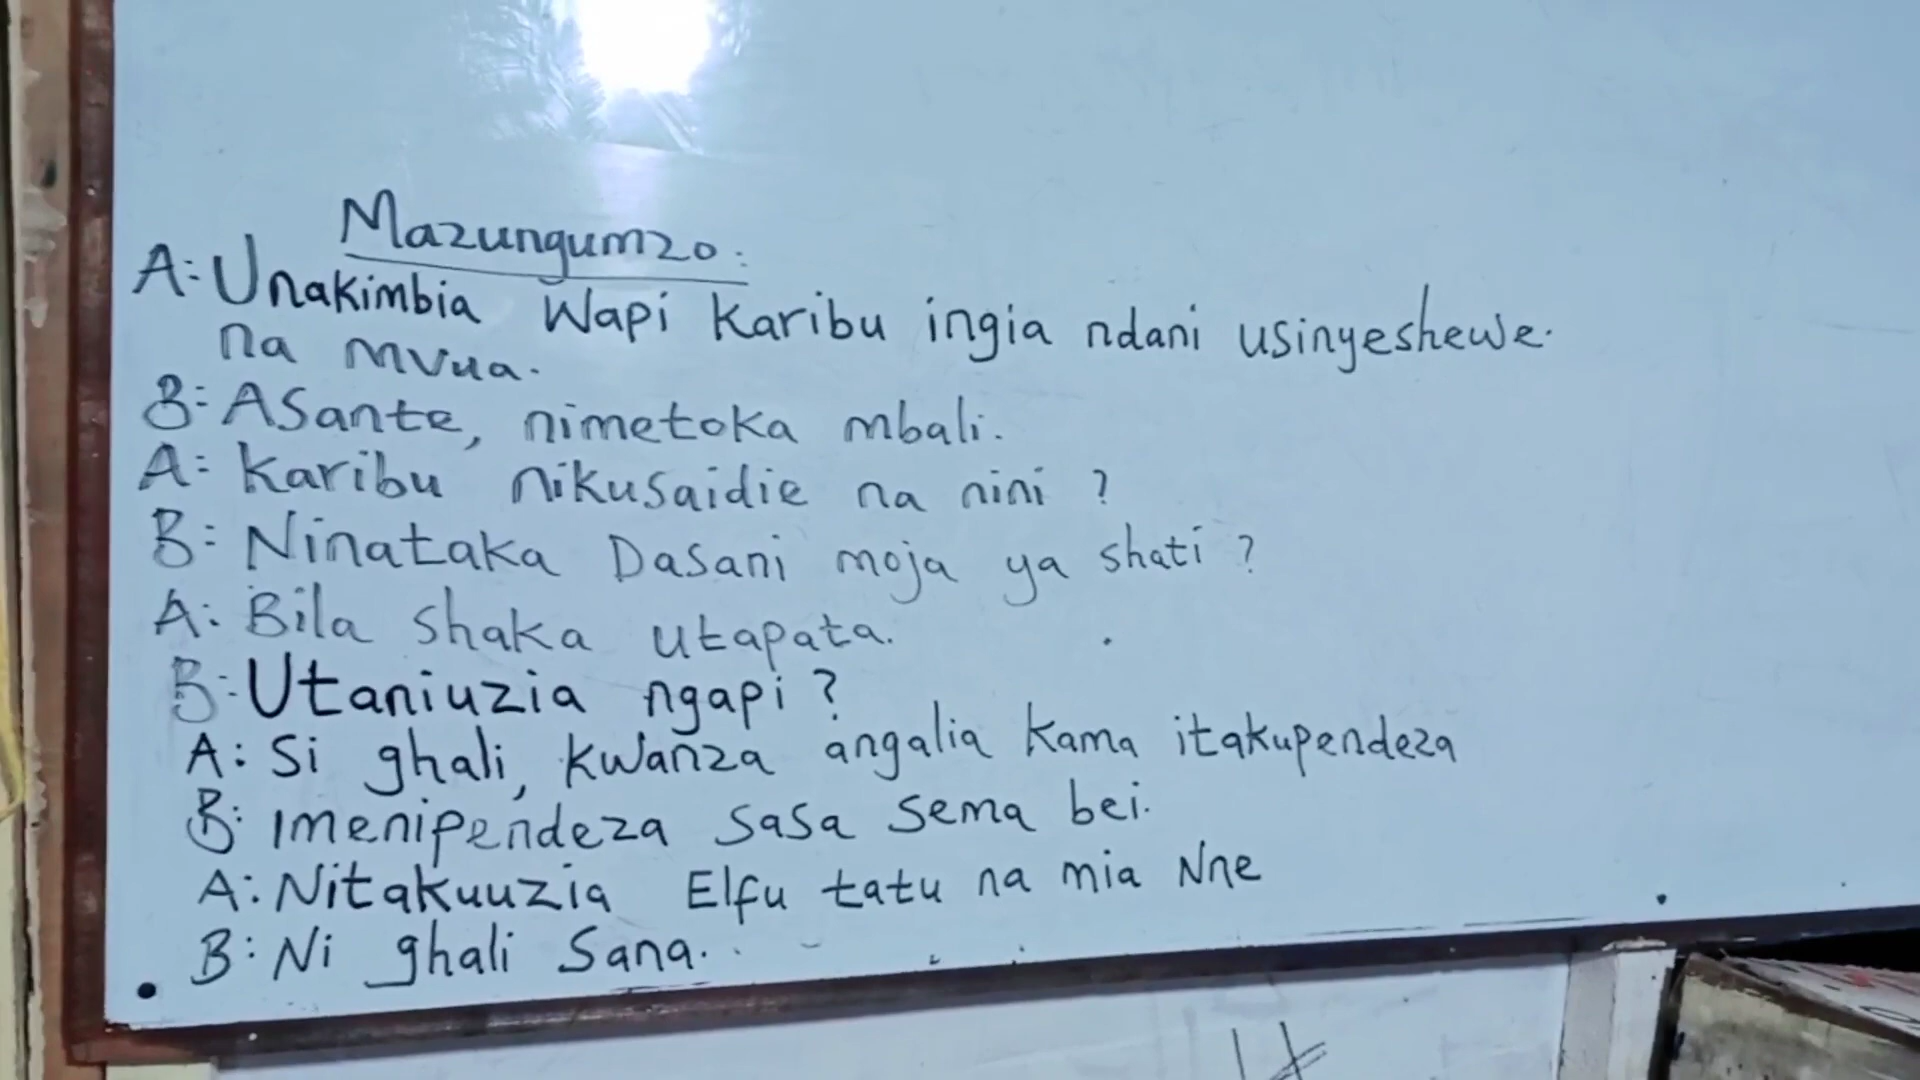 Mazungumzo:
A: Unakimbia Wapi karibu ingia ndani usinyeshewe.
na mvua.
B: Asante, nimetoka mbali.
A: Karibu nikusaidie na nini ?
B: Ninataka Dasani moja ya shati ?
A: Bila shaka utapata.
B: Utaniuzia ngapi ?
A: Si ghali, kwanza angalia kama itakupendeza
B: imenipendeza sasa sema bei.
A: Nitakuuzia Elfu tatu na mia Nne
B: Ni ghali Sana.